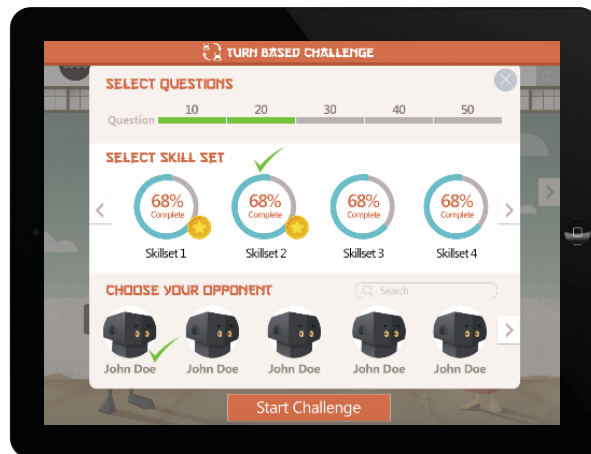 TURN BASED CHALLENGE
SELECT QUESTIONS
10 20 30 40 50
Question
SELECT SKILL SET
68% 68% 68% 68%
Complete Complete Complete Complete
Skillset 1 Skillset 2 Skillset 3 Skillset 4
CHOOSE YOUR OPPONENT
Search
John Doe John Doe John Doe John Doe John Doe
Start Challenge